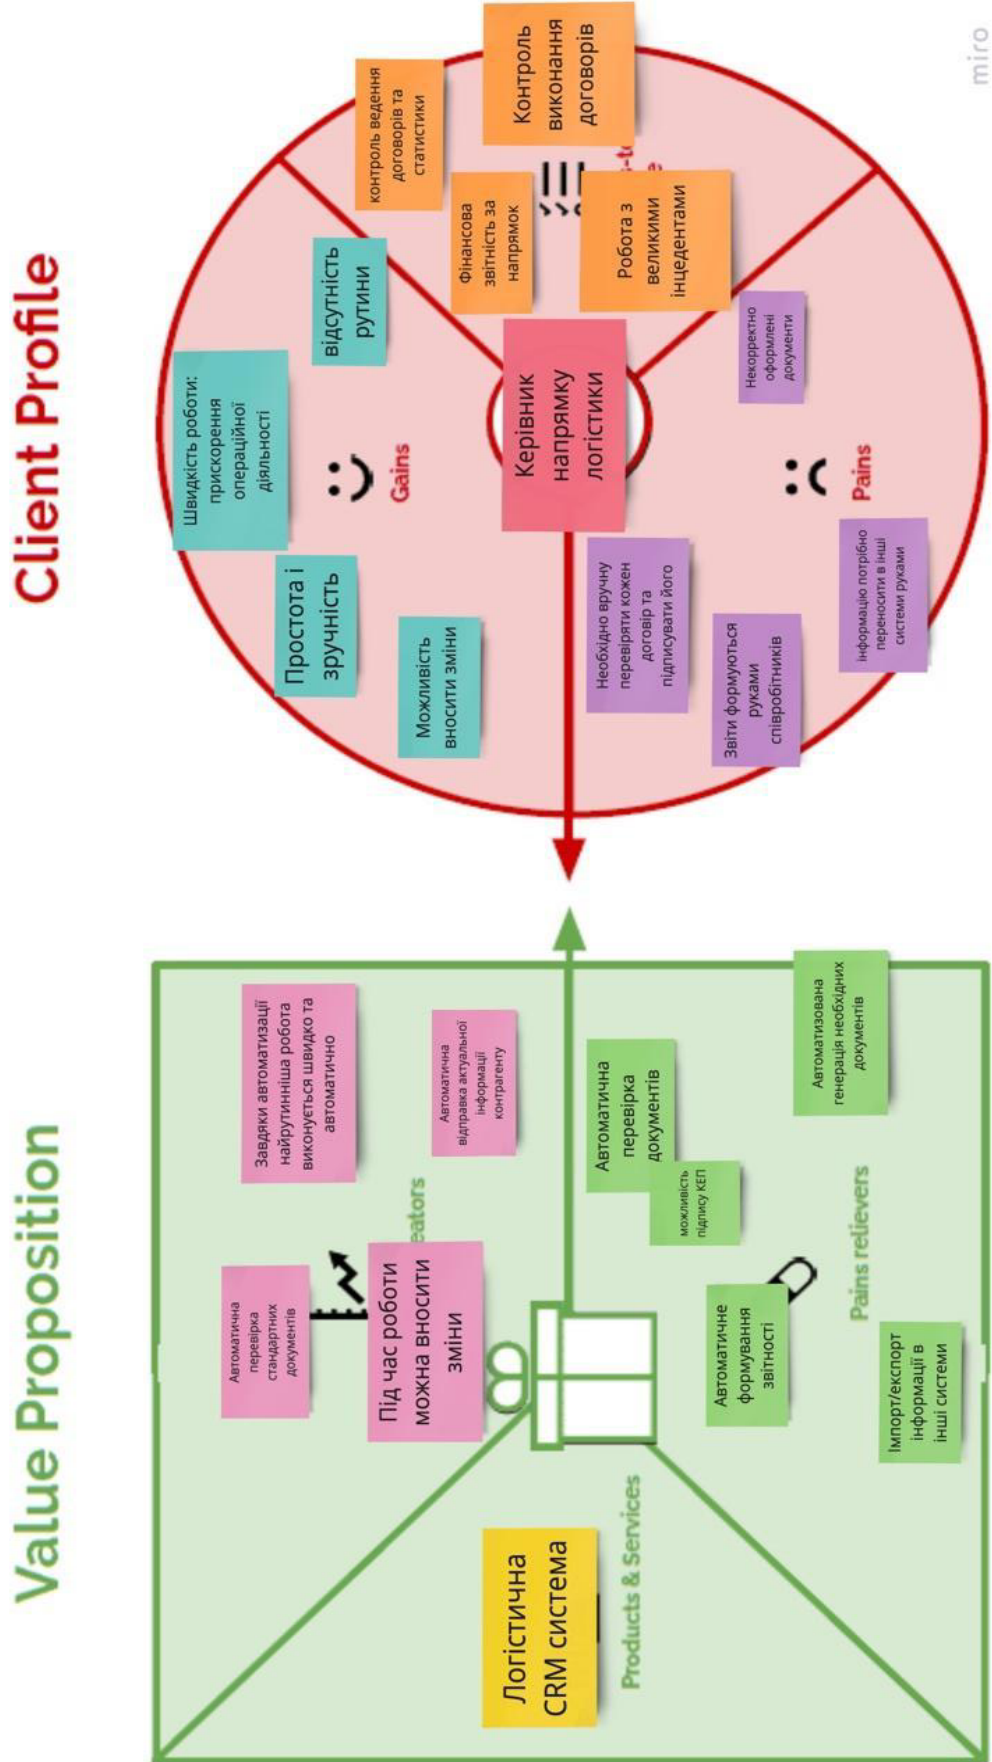 Value Proposition
Автоматична
перевірка
стандартних
документів
Завдяки автоматизації
найрутинніша робота
виконується швидко та
автоматично
Під час роботи
можна вносити
зміни
eators
Автоматична
відправка актуальної
інформації
контрагенту
Логістична
CRM система
Products & Services
Автоматична
перевірка
документів
можливість
підпису КЕП
Автоматичне
формування
звітності
Автоматизована
генерація необхідних
документів
Pains relievers
Імпорт/експорт
інформації в
інші системи
Client Profile
Швидкість роботи:
прискорення
операційної
діяльності
Простота і
зручність
відсутність
рутини
Gains
Можливість
вносити зміни
контроль ведення
договорів та
статистики
Фінансова
звітність за
напрямок
Контроль
виконання
договорів
Робота з
великими
інцедентами
Керівник
напрямку
логістики
Необхідно вручну
перевіряти кожен
договір та
підписувати його
Некорректно
оформлені
документи
Звіти формуються
руками
співробітників
Pains
інформацію потрібно
переносити в інші
системи руками
miro